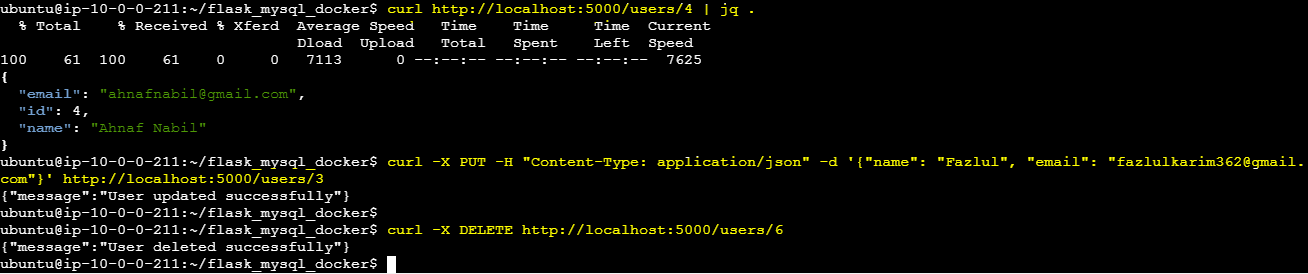 ubuntu@ip-10-0-0-211:~/flask_mysql_docker$ curl http://localhost:5000/users/4 | jq .
  % Total    % Received % Xferd  Average Speed   Time    Time     Time  Current
                                 Dload  Upload   Total   Spent    Left  Speed
100    61  100    61    0     0   7113      0 --:--:-- --:--:-- --:--:--  7625
{
  "email": "ahnafnabil@gmail.com",
  "id": 4,
  "name": "Ahnaf Nabil"
}
ubuntu@ip-10-0-0-211:~/flask_mysql_docker$ curl -X PUT -H "Content-Type: application/json" -d '{"name": "Fazlul", "email": "fazlulkarim362@gmail.
com"}' http://localhost:5000/users/3
{"message":"User updated successfully"}
ubuntu@ip-10-0-0-211:~/flask_mysql_docker$
ubuntu@ip-10-0-0-211:~/flask_mysql_docker$ curl -X DELETE http://localhost:5000/users/6
{"message":"User deleted successfully"}
ubuntu@ip-10-0-0-211:~/flask_mysql_docker$